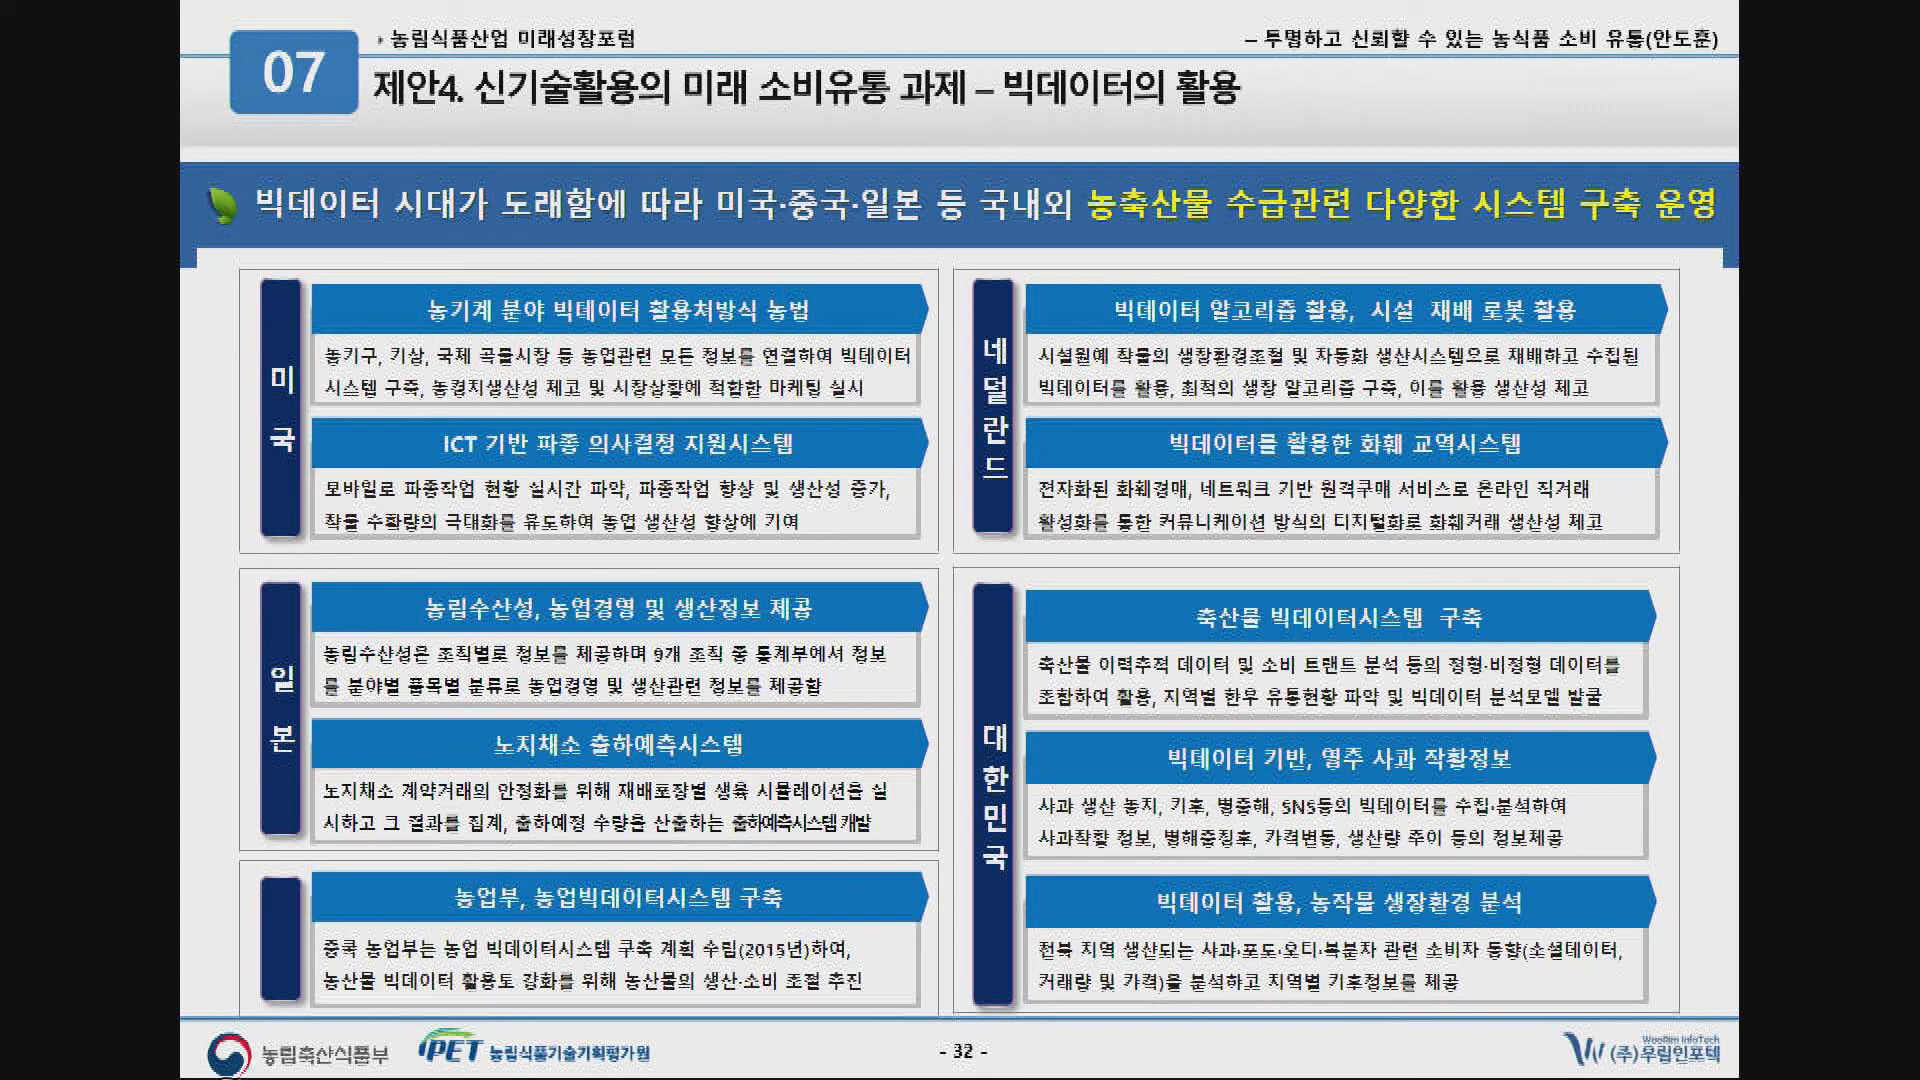 07
농림식품산업 미래성장포럼
– 투명하고 신뢰할 수 있는 농식품 소비 유통(안도훈)
제안4. 신기술활용의 미래 소비유통 과제 – 빅데이터의 활용
빅데이터 시대가 도래함에 따라 미국·중국·일본 등 국내외 농축산물 수급관련 다양한 시스템 구축 운영
미국
농기계 분야 빅데이터 활용처방식 농법
농기구, 기상, 국제 곡물시장 등 농업관련 모든 정보를 연결하여 빅데이터
시스템 구축, 농경지생산성 제고 및 시장상황에 적합한 마케팅 실시
ICT 기반 파종 의사결정 지원시스템
모바일로 파종작업 현황 실시간 파악, 파종작업 향상 및 생산성 증가,
작물 수확량의 극대화를 유도하여 농업 생산성 향상에 기여
일본
농림수산성, 농업경영 및 생산정보 제공
농림수산성은 조직별로 정보를 제공하며 9개 조직 중 통계부에서 정보
를 분야별 품목별 분류로 농업경영 및 생산관련 정보를 제공함
노지채소 출하예측시스템
노지채소 계약거래의 안정화를 위해 재배포장별 생육 시뮬레이션을 실
시하고 그 결과를 집계, 출하예정 수량을 산출하는 출하예측시스템 개발
농업부, 농업빅데이터시스템 구축
중국 농업부는 농업 빅데이터시스템 구축 계획 수립(2015년)하여,
농산물 빅데이터 활용도 강화를 위해 농산물의 생산·소비 조절 추진
네덜란드
빅데이터 알고리즘 활용, 시설 재배 로봇 활용
시설원예 작물의 생장환경조절 및 자동화 생산시스템으로 재배하고 수집된
빅데이터를 활용, 최적의 생장 알고리즘 구축, 이를 활용 생산성 제고
빅데이터를 활용한 화훼 교역시스템
전자화된 화훼경매, 네트워크 기반 원격구매 서비스로 온라인 직거래
활성화를 통한 커뮤니케이션 방식의 디지털화로 화훼거래 생산성 제고
대한민국
축산물 빅데이터시스템 구축
축산물 이력추적 데이터 및 소비 트랜트 분석 등의 정형·비정형 데이터를
조합하여 활용, 지역별 한우 유통현황 파악 및 빅데이터 분석모델 발굴
빅데이터 기반, 영주 사과 작황정보
사과 생산 농지, 기후, 병충해, SNS등의 빅데이터를 수집·분석하여
사과작황 정보, 병해충징후, 가격변동, 생산량 추이 등의 정보제공
빅데이터 활용, 농작물 생장환경 분석
전북 지역 생산되는 사과·포도·오디·복분자 관련 소비자 동향(소셜데이터,
거래량 및 가격)을 분석하고 지역별 기후정보를 제공
농림축산식품부
iPET 농림식품기술기획평가원
- 32 -
WooRim InfoTech
(주)우림인포텍